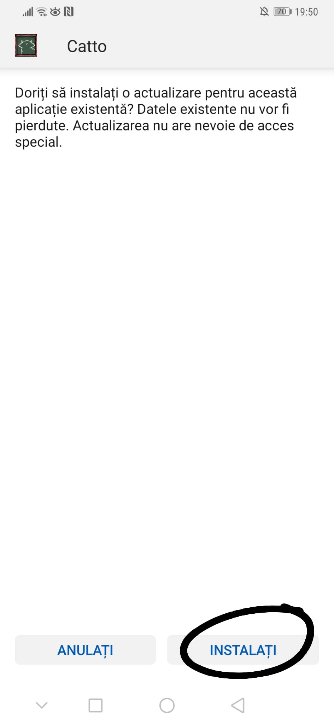 19:50
Catto
Doriți să instalați o actualizare pentru această
aplicație existentă? Datele existente nu vor fi
pierdute. Actualizarea nu are nevoie de acces
special.
ANULAȚI
INSTALAȚI